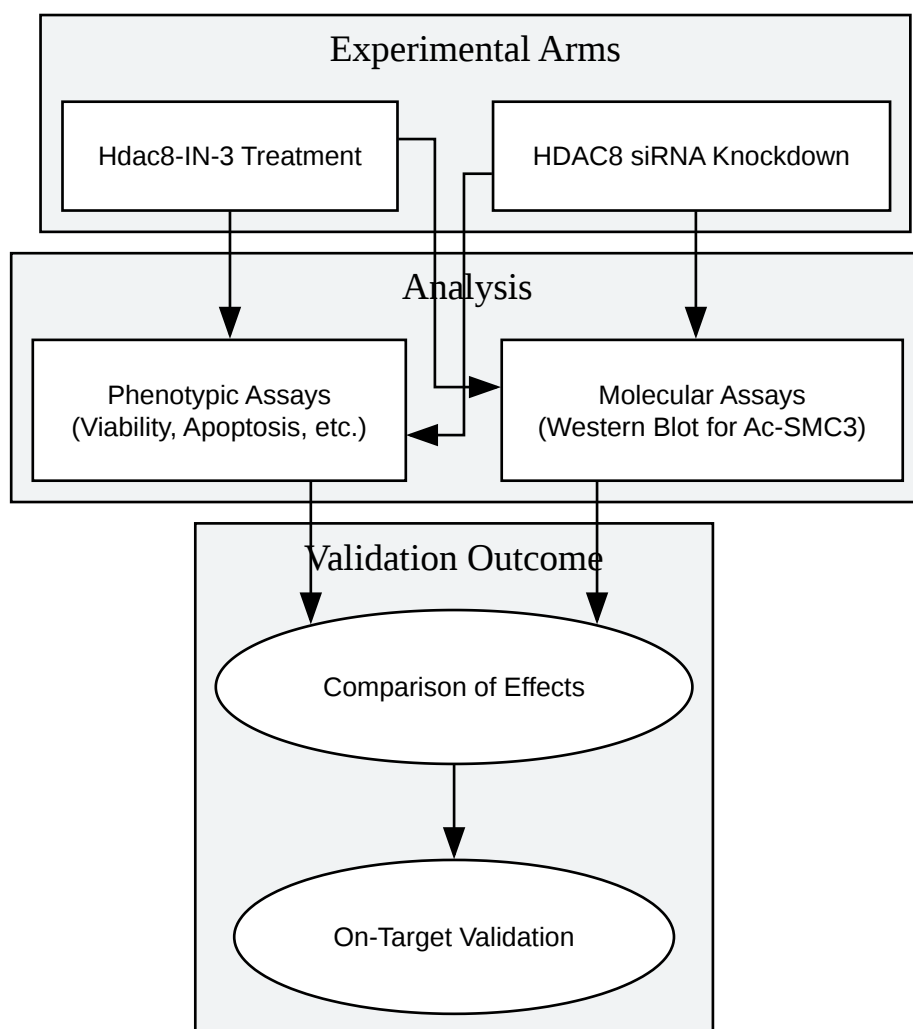 Experimental Arms
Hdac8-IN-3 Treatment
HDAC8 siRNA Knockdown
Analysis
Phenotypic Assays
(Viability, Apoptosis, etc.)
Molecular Assays
(Western Blot for Ac-SMC3)
Validation Outcome
Comparison of Effects
On-Target Validation